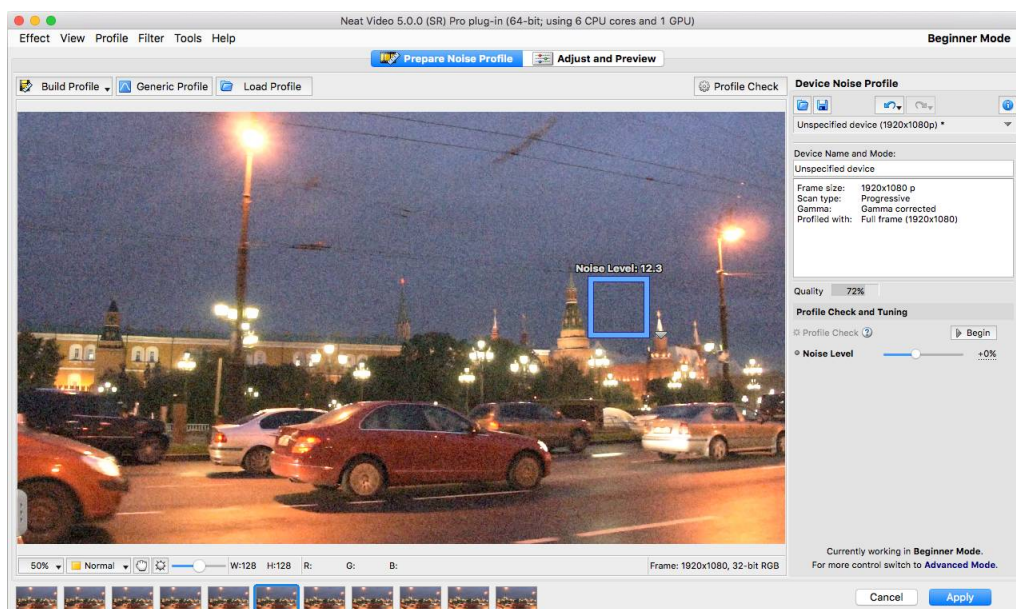 Neat Video 5.0.0 (SR) Pro plug-in (64-bit; using 6 CPU cores and 1 GPU)
Effect View Profile Filter Tools Help
Beginner Mode
Prepare Noise Profile
Adjust and Preview
Build Profile
Generic Profile
Load Profile
Profile Check
Noise Level: 12.3
50%
Normal
W:128 H:128 R: G: B:
Frame: 1920x1080, 32-bit RGB
Device Noise Profile
Unspecified device (1920x1080p) *
Device Name and Mode:
Unspecified device
Frame size: 1920x1080 p
Scan type: Progressive
Gamma: Gamma corrected
Profiled with: Full frame (1920x1080)
Quality 72%
Profile Check and Tuning
Profile Check ? Begin
Noise Level +0%
Currently working in Beginner Mode.
For more control switch to Advanced Mode.
Cancel
Apply